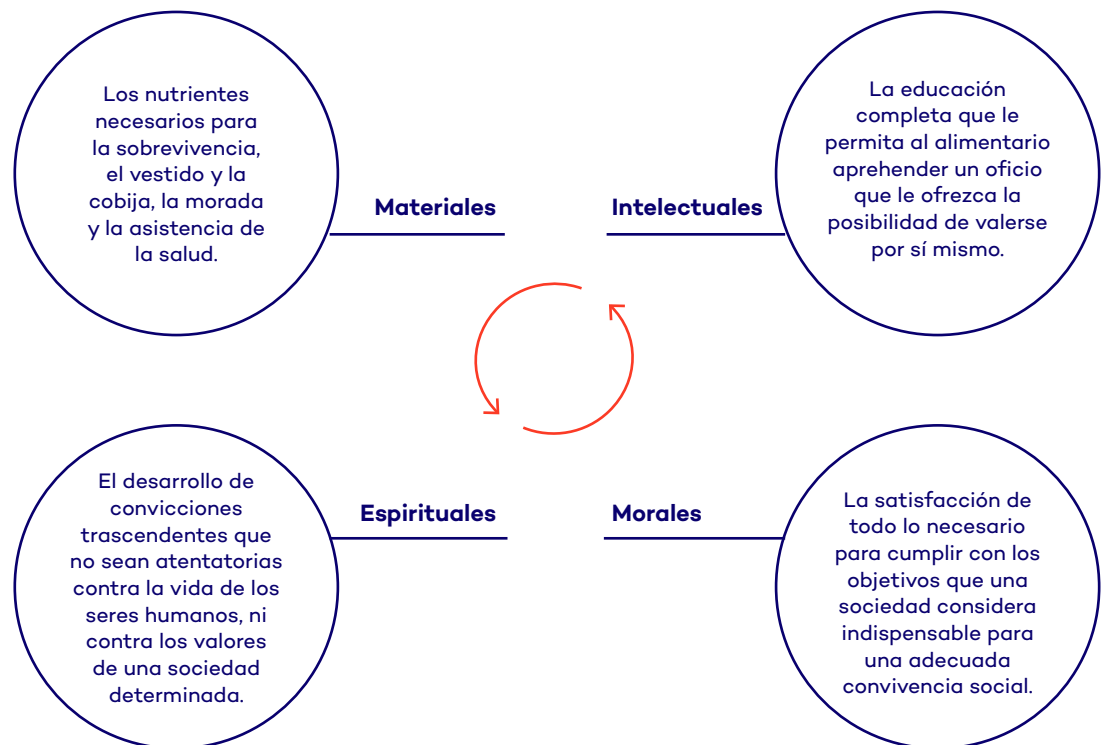 Los nutrientes
necesarios para
la sobrevivencia,
el vestido y la
cobija, la morada
y la asistencia de
la salud.
Materiales
Intelectuales
La educación
completa que le
permita al alimentario
aprehender un oficio
que le ofrezca la
posibilidad de valerse
por sí mismo.
El desarrollo de
convicciones
trascendentes que
no sean atentatorias
contra la vida de los
seres humanos, ni
contra los valores
de una sociedad
determinada.
Espirituales
Morales
La satisfacción de
todo lo necesario
para cumplir con los
objetivos que una
sociedad considera
indispensable para
una adecuada
convivencia social.